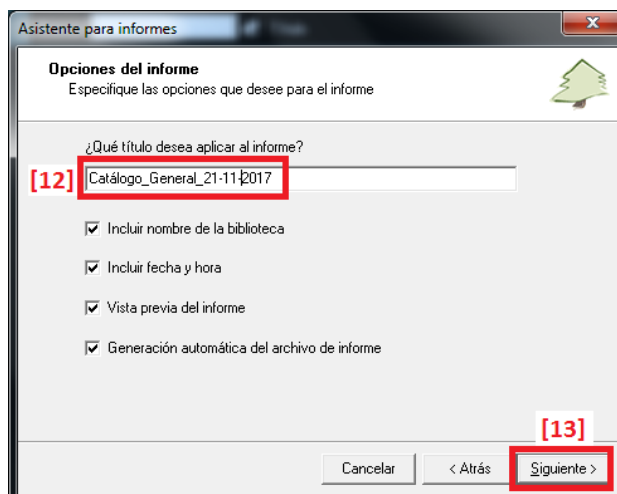 Asistente para informes
Opciones del informe
Especifique las opciones que desee para el informe
¿Qué título desea aplicar al informe?
[12] Catálogo_General_21-11-2017
Incluir nombre de la biblioteca
Incluir fecha y hora
Vista previa del informe
Generación automática del archivo de informe
[13]
Cancelar < Atrás Siguiente >